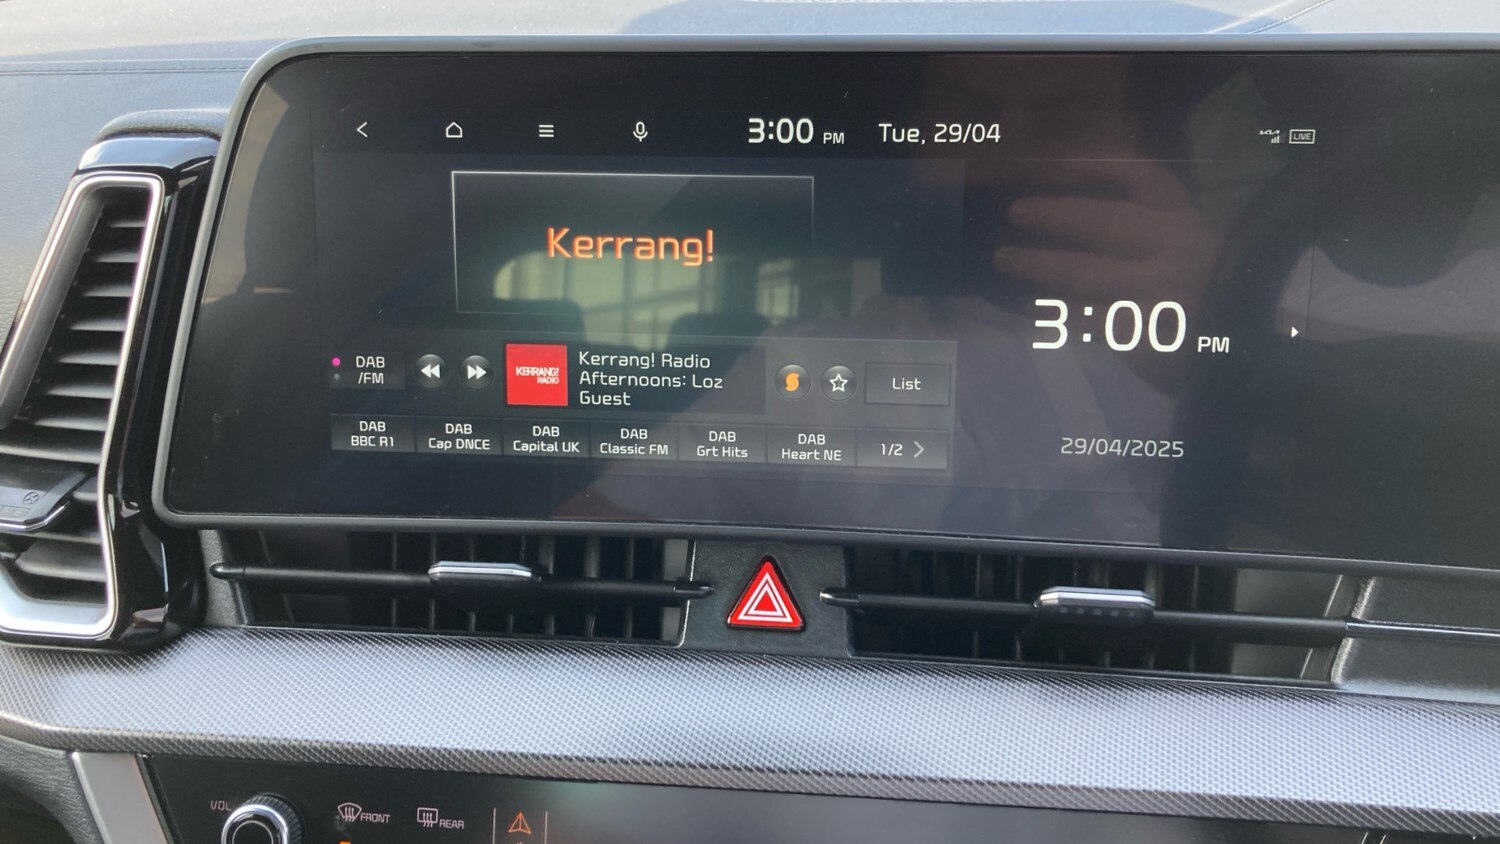 3:00 PM Tue, 29/04
KIA LIVE
Kerrang!
3:00 PM
29/04/2025
DAB
/FM
KERRANG!
RADIO
Kerrang! Radio
Afternoons: Loz
Guest
List
DAB
BBC R1
DAB
Cap DNCE
DAB
Capital UK
DAB
Classic FM
DAB
Grt Hits
DAB
Heart NE
1/2
VOL
FRONT
REAR